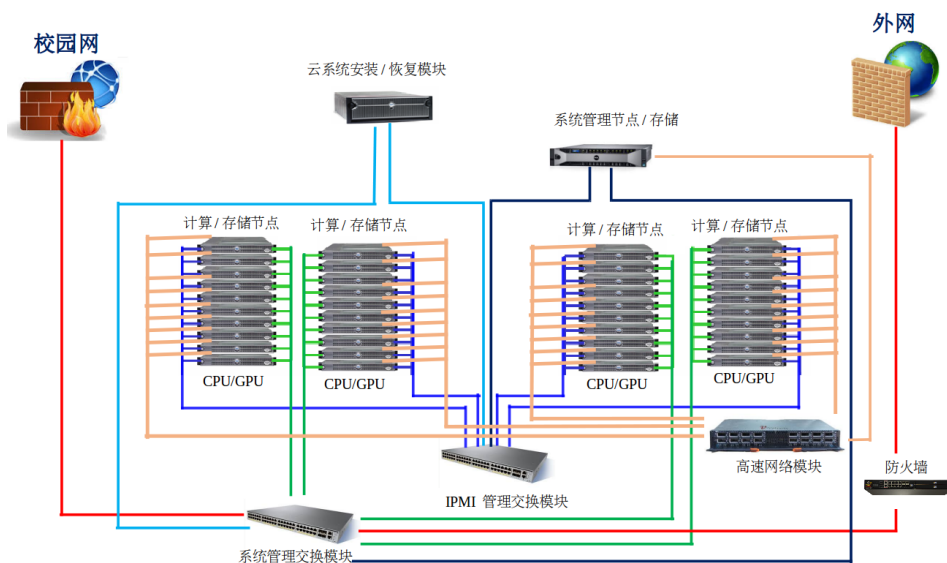 校园网
外网
云系统安装 / 恢复模块
系统管理节点 / 存储
计算 / 存储节点
计算 / 存储节点
计算 / 存储节点
计算 / 存储节点
CPU/GPU
CPU/GPU
CPU/GPU
CPU/GPU
高速网络模块
防火墙
IPMI 管理交换模块
系统管理交换模块